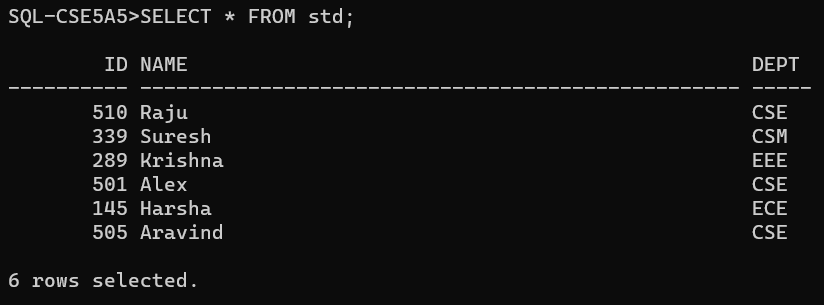 SQL-CSE5A5>SELECT * FROM std;
ID NAME DEPT
---------- -------------------------------------------------- -----
510 Raju CSE
339 Suresh CSM
289 Krishna EEE
501 Alex CSE
145 Harsha ECE
505 Aravind CSE
6 rows selected.